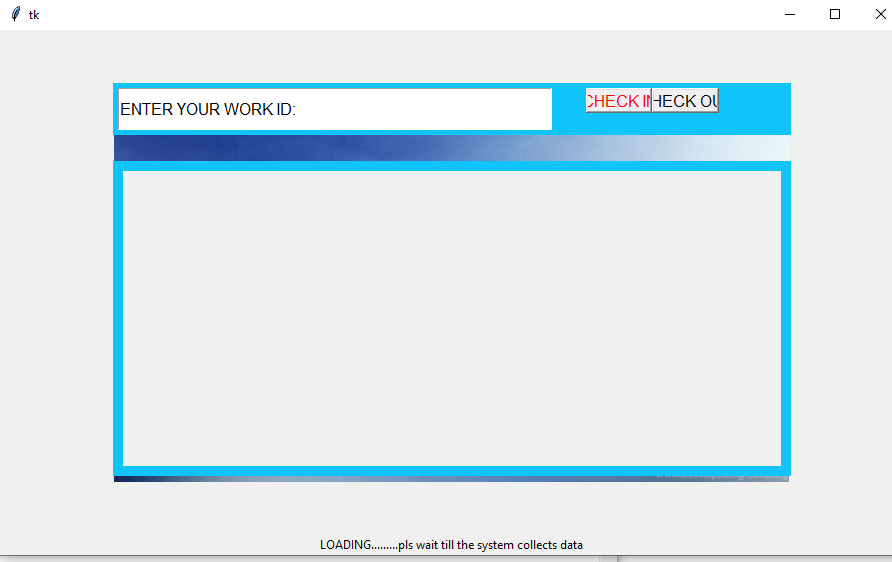 tk
ENTER YOUR WORK ID:
CHECK IN
HECK OU
LOADING.........pls wait till the system collects data